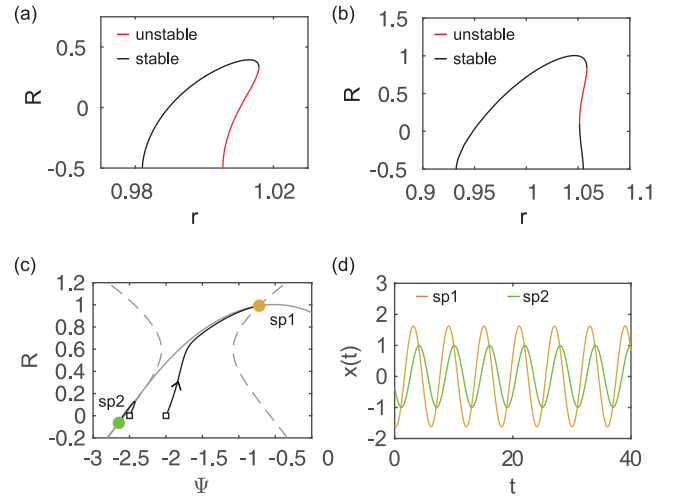 (a)
unstable
stable
0.5
0
-0.5
R
0.98
1.02
r
(b)
unstable
stable
1.5
1
0.5
0
-0.5
R
0.9
0.95
1
1.05
1.1
r
(c)
1.2
1
0.8
0.6
0.4
0.2
0
-0.2
R
sp1
sp2
-3
-2.5
-2
-1.5
-1
-0.5
0
Ψ
(d)
sp1
sp2
3
2
1
0
-1
-2
x(t)
0
20
40
t